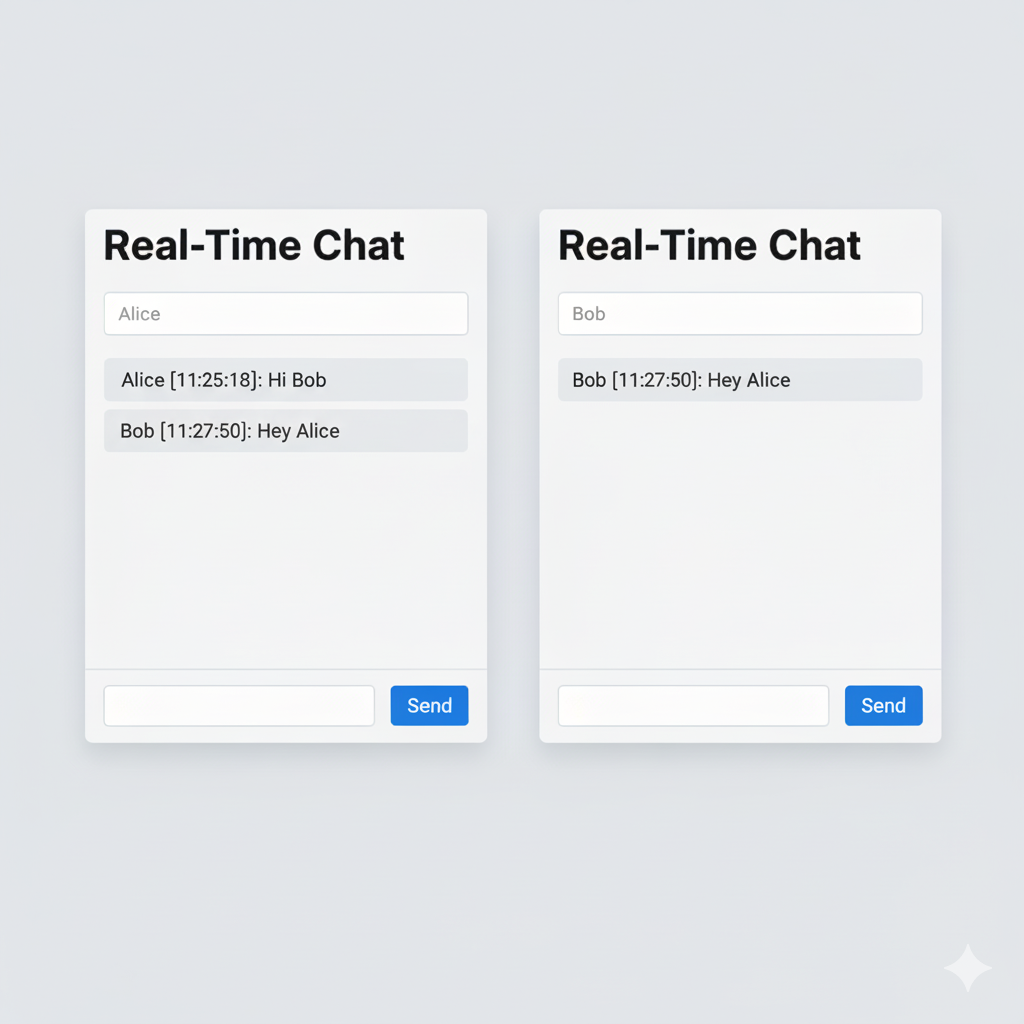 Real-Time Chat
Alice
Alice [11:25:18]: Hi Bob
Bob [11:27:50]: Hey Alice
Send
Real-Time Chat
Bob
Bob [11:27:50]: Hey Alice
Send